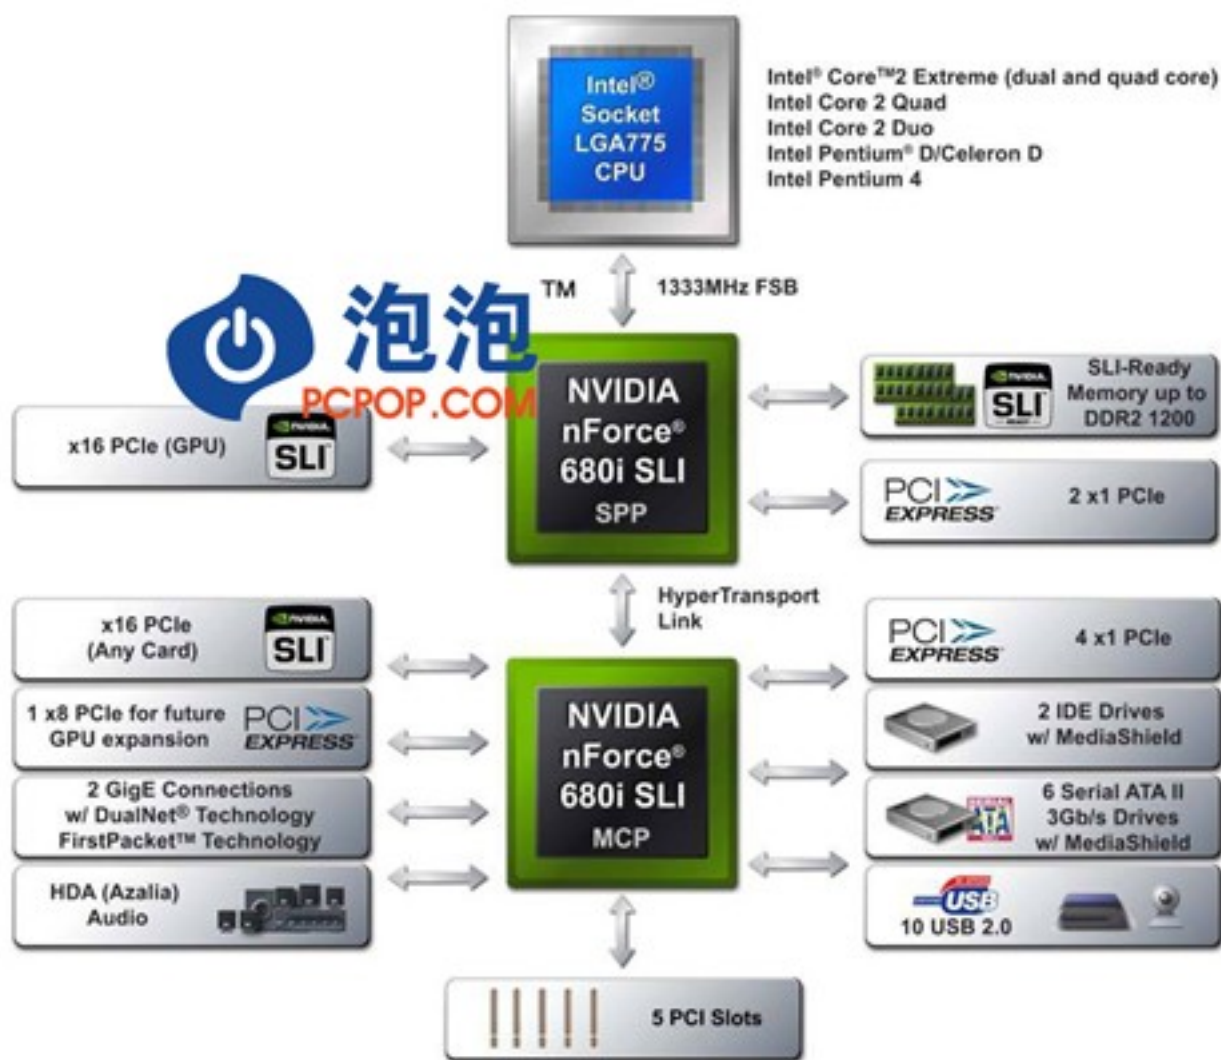 Intel®
Socket
LGA775
CPU
Intel® Core™2 Extreme (dual and quad core)
Intel Core 2 Quad
Intel Core 2 Duo
Intel Pentium® D/Celeron D
Intel Pentium 4
TM
1333MHz FSB
泡泡
PCPOP.COM
NVIDIA
nForce®
680i SLI
SPP
x16 PCIe (GPU)
NVIDIA
SLI
NVIDIA
SLI
READY
SLI-Ready
Memory up to
DDR2 1200
PCI
EXPRESS
2 x1 PCIe
HyperTransport
Link
x16 PCIe
(Any Card)
NVIDIA
SLI
1 x8 PCIe for future
GPU expansion
PCI
EXPRESS
2 GigE Connections
w/ DualNet® Technology
FirstPacket™ Technology
HDA (Azalia)
Audio
NVIDIA
nForce®
680i SLI
MCP
PCI
EXPRESS
4 x1 PCIe
2 IDE Drives
w/ MediaShield
SERIAL
ATA
6 Serial ATA II
3Gb/s Drives
w/ MediaShield
USB
10 USB 2.0
5 PCI Slots